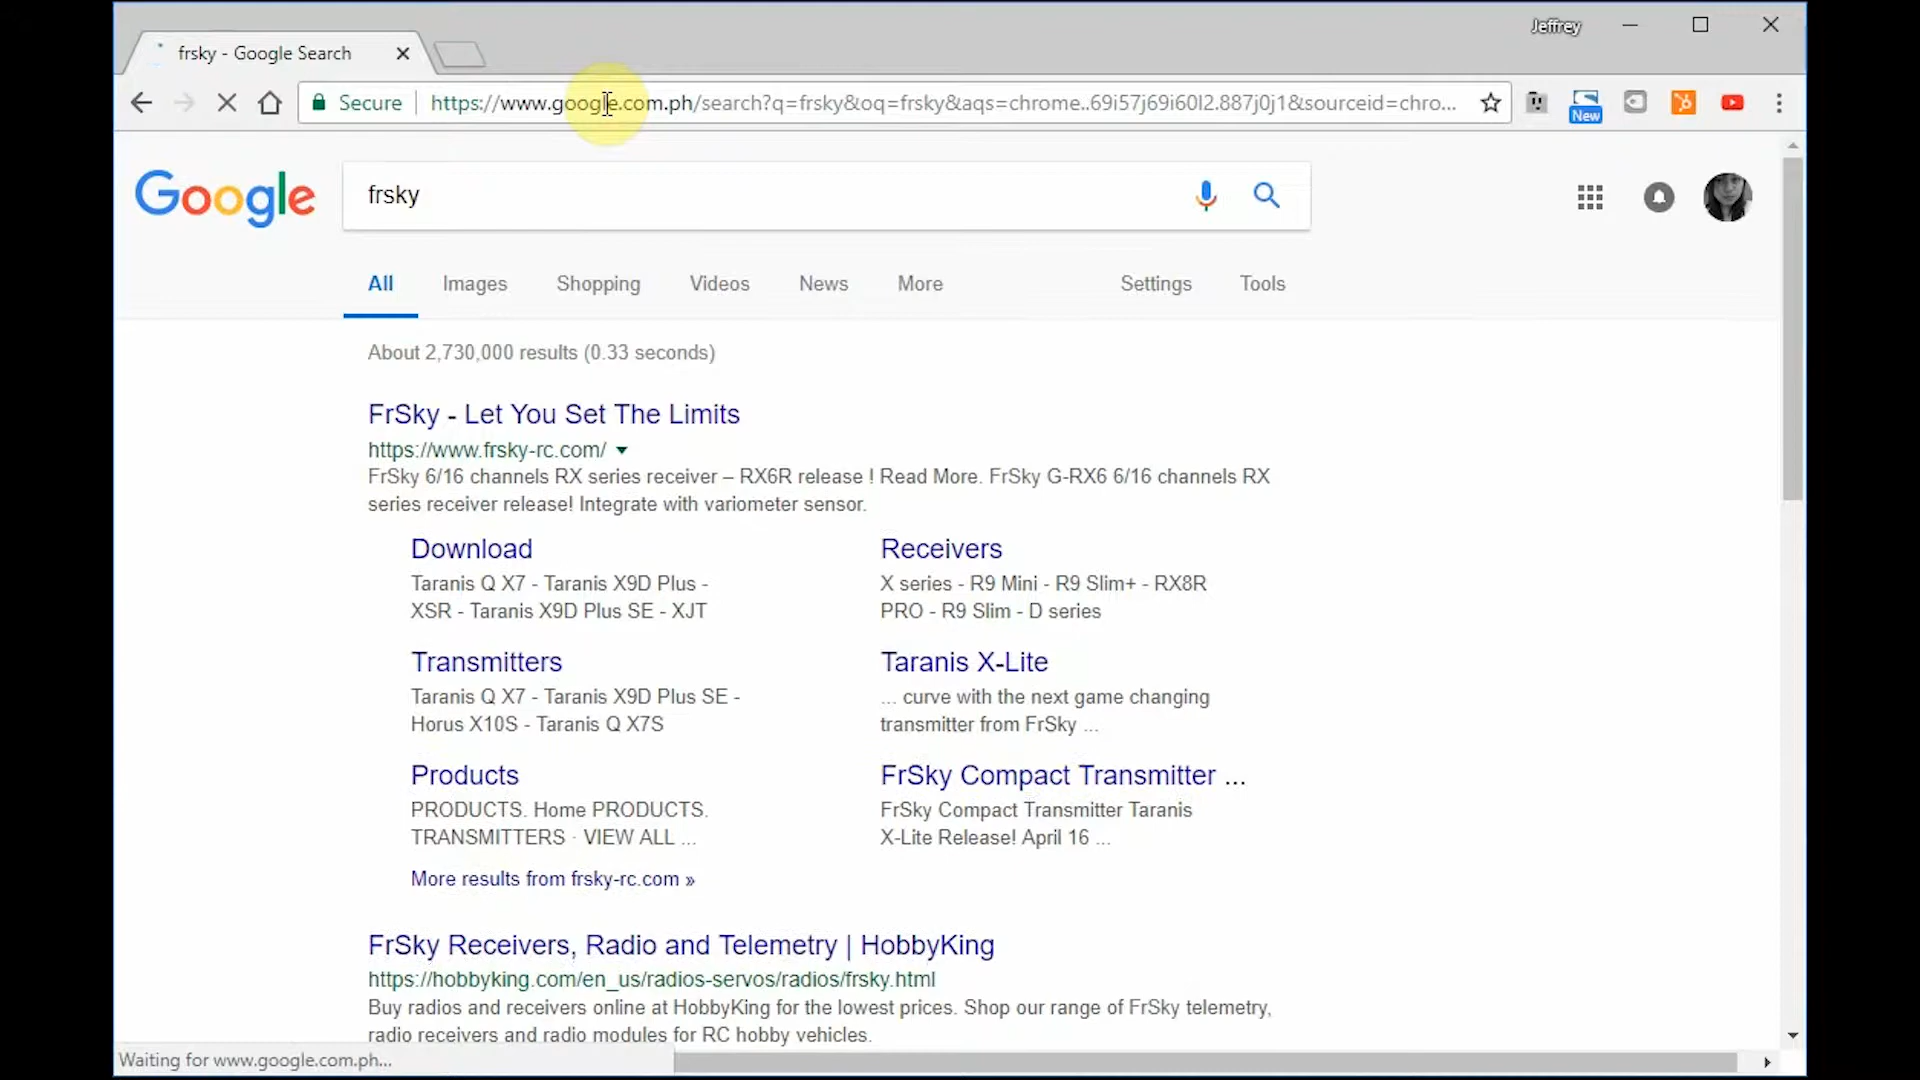 Jeffrey
frsky - Google Search
Secure https://www.google.com.ph/search?q=frsky&oq=frsky&aqs=chrome..69i57j69i60l2.887j0j1&sourceid=chro...
New
Google
frsky
All Images Shopping Videos News More Settings Tools
About 2,730,000 results (0.33 seconds)
FrSky - Let You Set The Limits
https://www.frsky-rc.com/
FrSky 6/16 channels RX series receiver – RX6R release ! Read More. FrSky G-RX6 6/16 channels RX
series receiver release! Integrate with variometer sensor.
Download
Taranis Q X7 - Taranis X9D Plus -
XSR - Taranis X9D Plus SE - XJT
Receivers
X series - R9 Mini - R9 Slim+ - RX8R
PRO - R9 Slim - D series
Transmitters
Taranis Q X7 - Taranis X9D Plus SE -
Horus X10S - Taranis Q X7S
Taranis X-Lite
... curve with the next game changing
transmitter from FrSky ...
Products
PRODUCTS. Home PRODUCTS.
TRANSMITTERS · VIEW ALL ...
FrSky Compact Transmitter ...
FrSky Compact Transmitter Taranis
X-Lite Release! April 16 ...
More results from frsky-rc.com »
FrSky Receivers, Radio and Telemetry | HobbyKing
https://hobbyking.com/en_us/radios-servos/radios/frsky.html
Buy radios and receivers online at HobbyKing for the lowest prices. Shop our range of FrSky telemetry,
radio receivers and radio modules for RC hobby vehicles.
Waiting for www.google.com.ph...